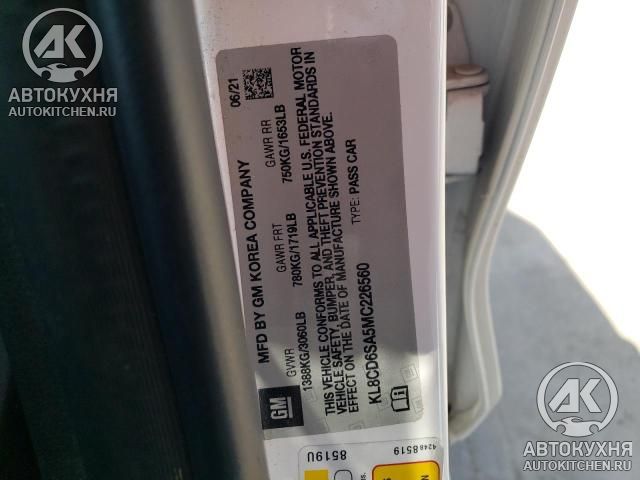 AK
АВТОКУХНЯ
AUTOKITCHEN.RU
06/21
MFD BY GM KOREA COMPANY
GVWR GAWR FRT GAWR RR
1388KG/3060LB 780KG/1719LB 750KG/1653LB
THIS VEHICLE CONFORMS TO ALL APPLICABLE U.S. FEDERAL MOTOR
VEHICLE SAFETY, BUMPER, AND THEFT PREVENTION STANDARDS IN
EFFECT ON THE DATE OF MANUFACTURE SHOWN ABOVE.
KL8CD6SA5MC226560 TYPE: PASS CAR
GM
8519U
42488519
AK
АВТОКУХНЯ
AUTOKITCHEN.RU